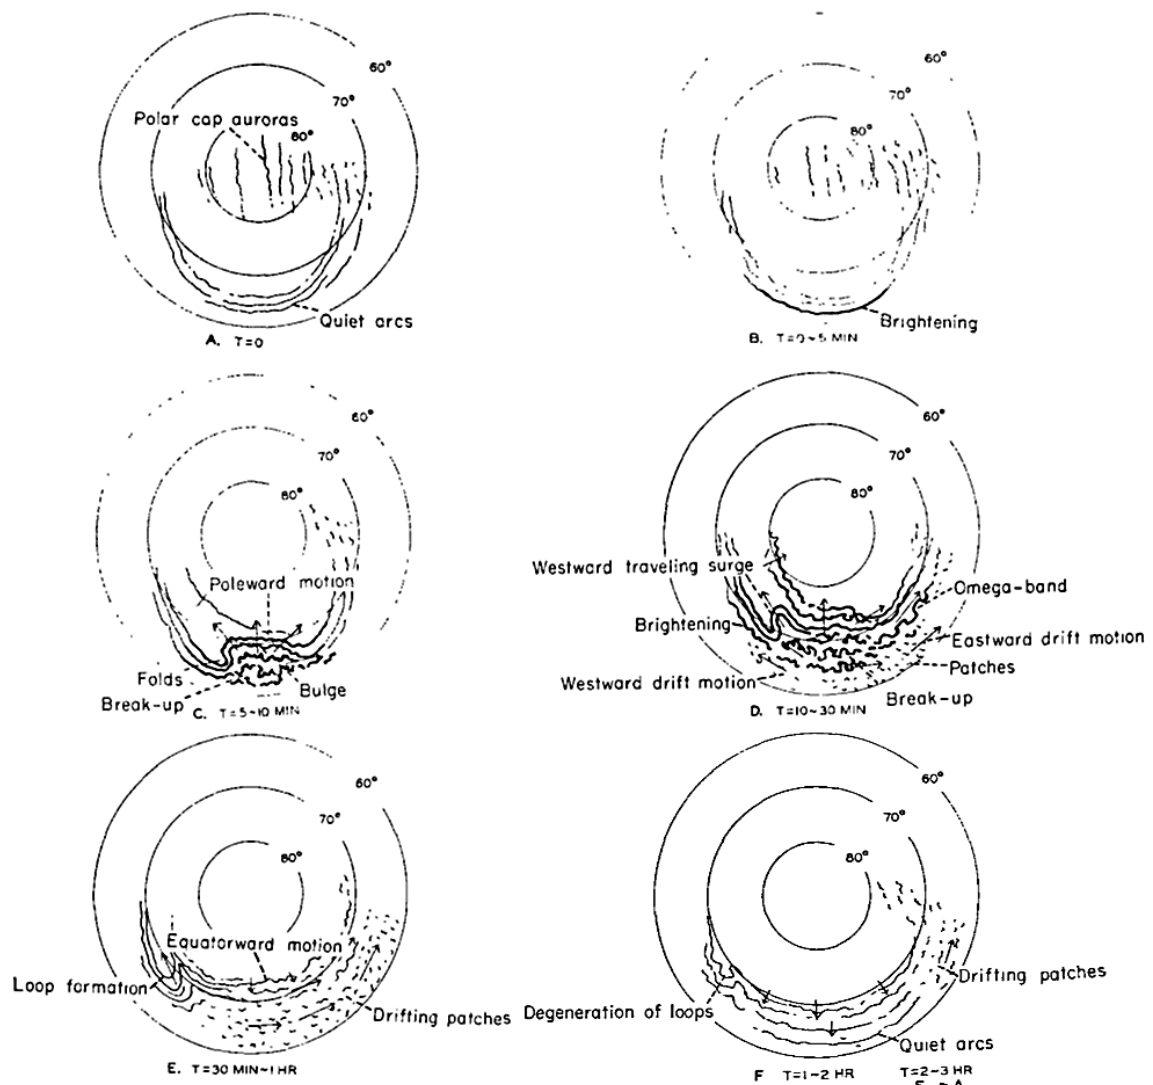 60°
70°
Polar cap auroras
80°
Quiet arcs
A. T=0
60°
70°
80°
Brightening
B. T=0~5 MIN
60°
70°
80°
Poleward motion
Folds
Break-up
Bulge
C. T=5~10 MIN
60°
70°
80°
Westward traveling surge
Omega-band
Brightening
Eastward drift motion
Patches
Westward drift motion
Break-up
D. T=10~30 MIN
60°
70°
80°
Equatorward motion
Loop formation
Drifting patches
E. T=30 MIN~1 HR
60°
70°
80°
Drifting patches
Degeneration of loops
Quiet arcs
F T=1~2 HR
T=2~3 HR